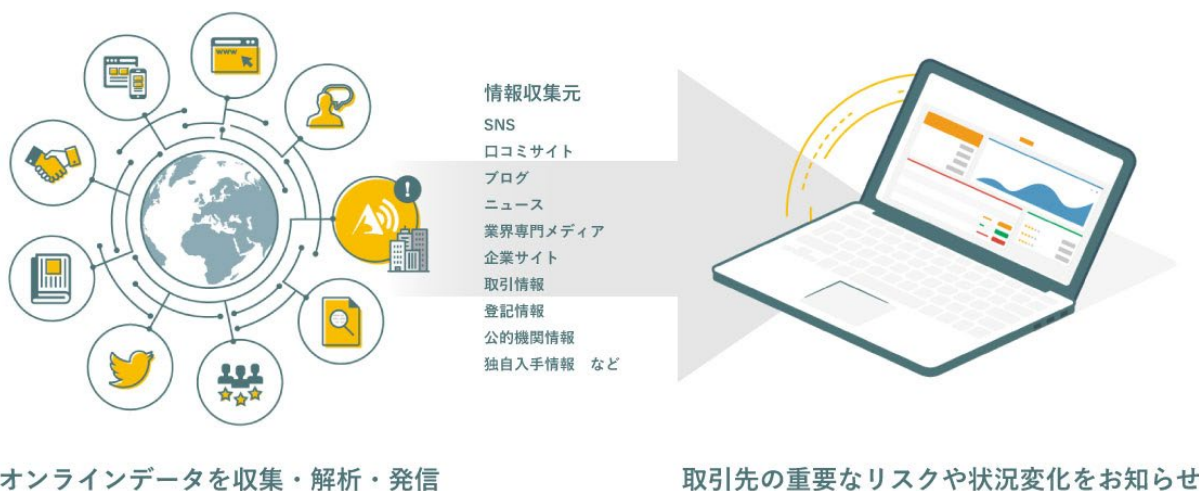 www
情報収集元
SNS
口コミサイト
ブログ
ニュース
業界専門メディア
企業サイト
取引情報
登記情報
公的機関情報
独自入手情報　など
オンラインデータを収集・解析・発信
取引先の重要なリスクや状況変化をお知らせ